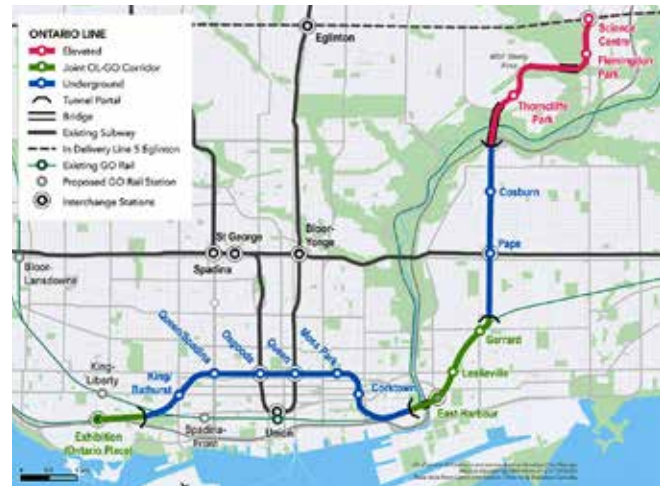 ONTARIO LINE
Elevated
Joint OL-GO Corridor
Underground
Tunnel Portal
Bridge
Existing Subway
In Delivery Line 5 Eglinton
Existing GO Rail
Proposed GO Rail Station
Interchange Stations
Eglinton
Science
Centre
Flemingdon
Park
Thorncliffe
Park
Cosburn
Pape
St George
Bloor-
Yonge
Spadina
Bloor-
Lansdowne
Queen/Spadina
Osgoode
Queen
Moss Park
King-
Liberty
King/
Bathurst
Corktown
Gerrard
Leslieville
East Harbour
Exhibition
(Ontario Place)
Spadina-
Front
Union